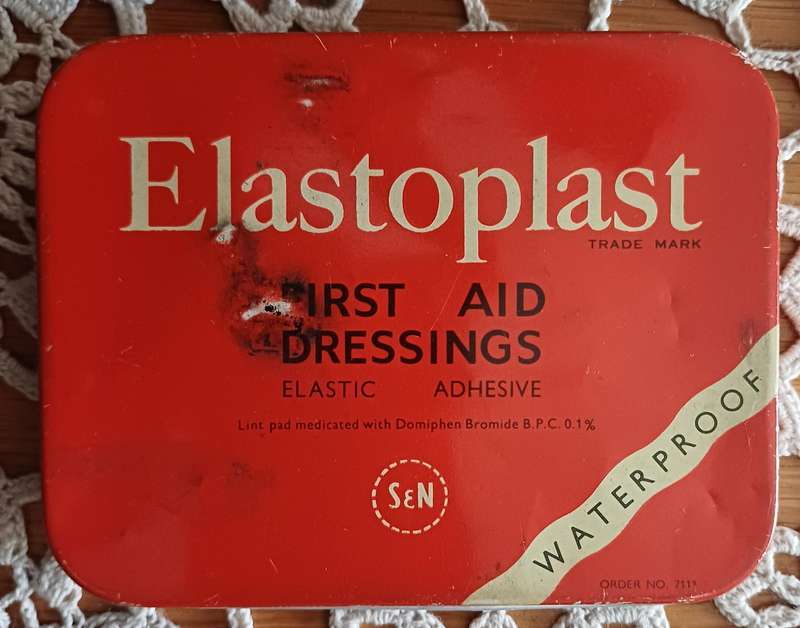 Elastoplast
TRADE MARK
FIRST AID
DRESSINGS
ELASTIC ADHESIVE
Lint pad medicated with Domiphen Bromide B.P.C. 0.1%
SƐN
WATERPROOF
ORDER NO.